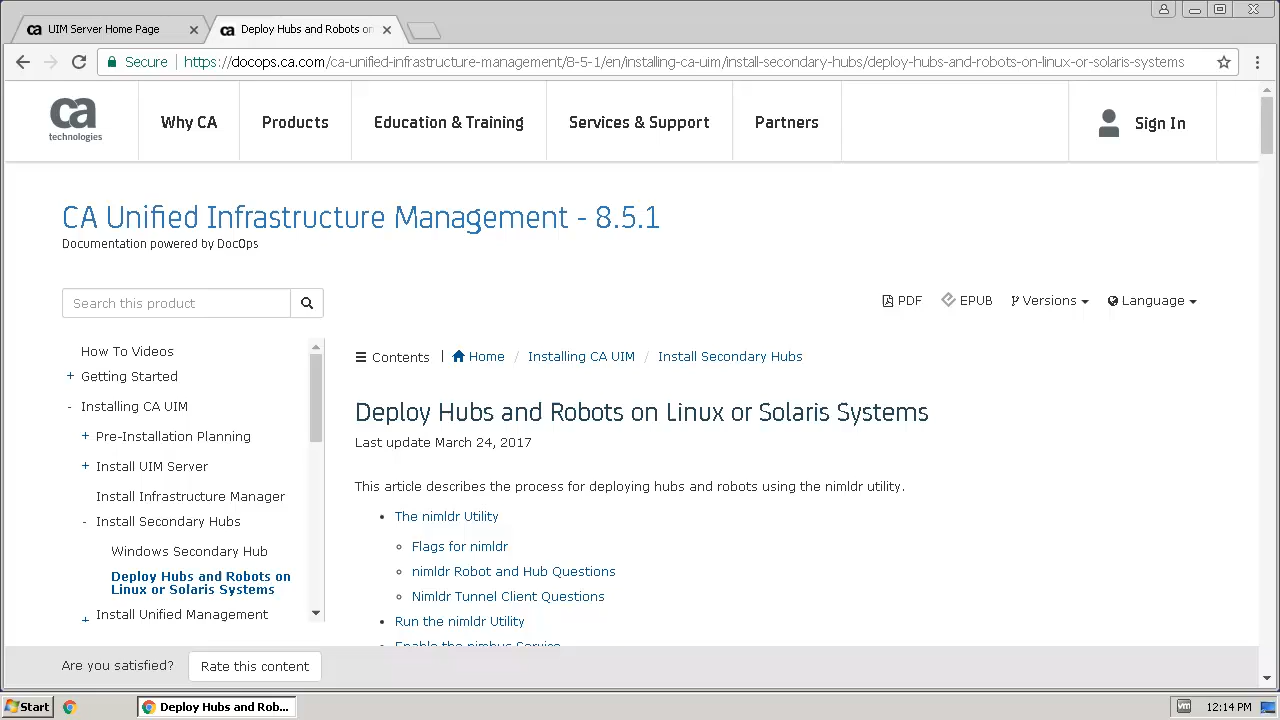 ca UIM Server Home Page
ca Deploy Hubs and Robots on
Secure https://docops.ca.com/ca-unified-infrastructure-management/8-5-1/en/installing-ca-uim/install-secondary-hubs/deploy-hubs-and-robots-on-linux-or-solaris-systems
ca
technologies
Why CA
Products
Education & Training
Services & Support
Partners
Sign In
CA Unified Infrastructure Management - 8.5.1
Documentation powered by DocOps
Search this product
PDF
EPUB
Versions
Language
How To Videos
+ Getting Started
- Installing CA UIM
+ Pre-Installation Planning
+ Install UIM Server
Install Infrastructure Manager
- Install Secondary Hubs
Windows Secondary Hub
Deploy Hubs and Robots on
Linux or Solaris Systems
+ Install Unified Management
Contents | Home / Installing CA UIM / Install Secondary Hubs
Deploy Hubs and Robots on Linux or Solaris Systems
Last update March 24, 2017
This article describes the process for deploying hubs and robots using the nimldr utility.
• The nimldr Utility
◦ Flags for nimldr
◦ nimldr Robot and Hub Questions
◦ Nimldr Tunnel Client Questions
• Run the nimldr Utility
Enable the nimbus Service
Are you satisfied?
Rate this content
Start
Deploy Hubs and Rob...
vm
12:14 PM